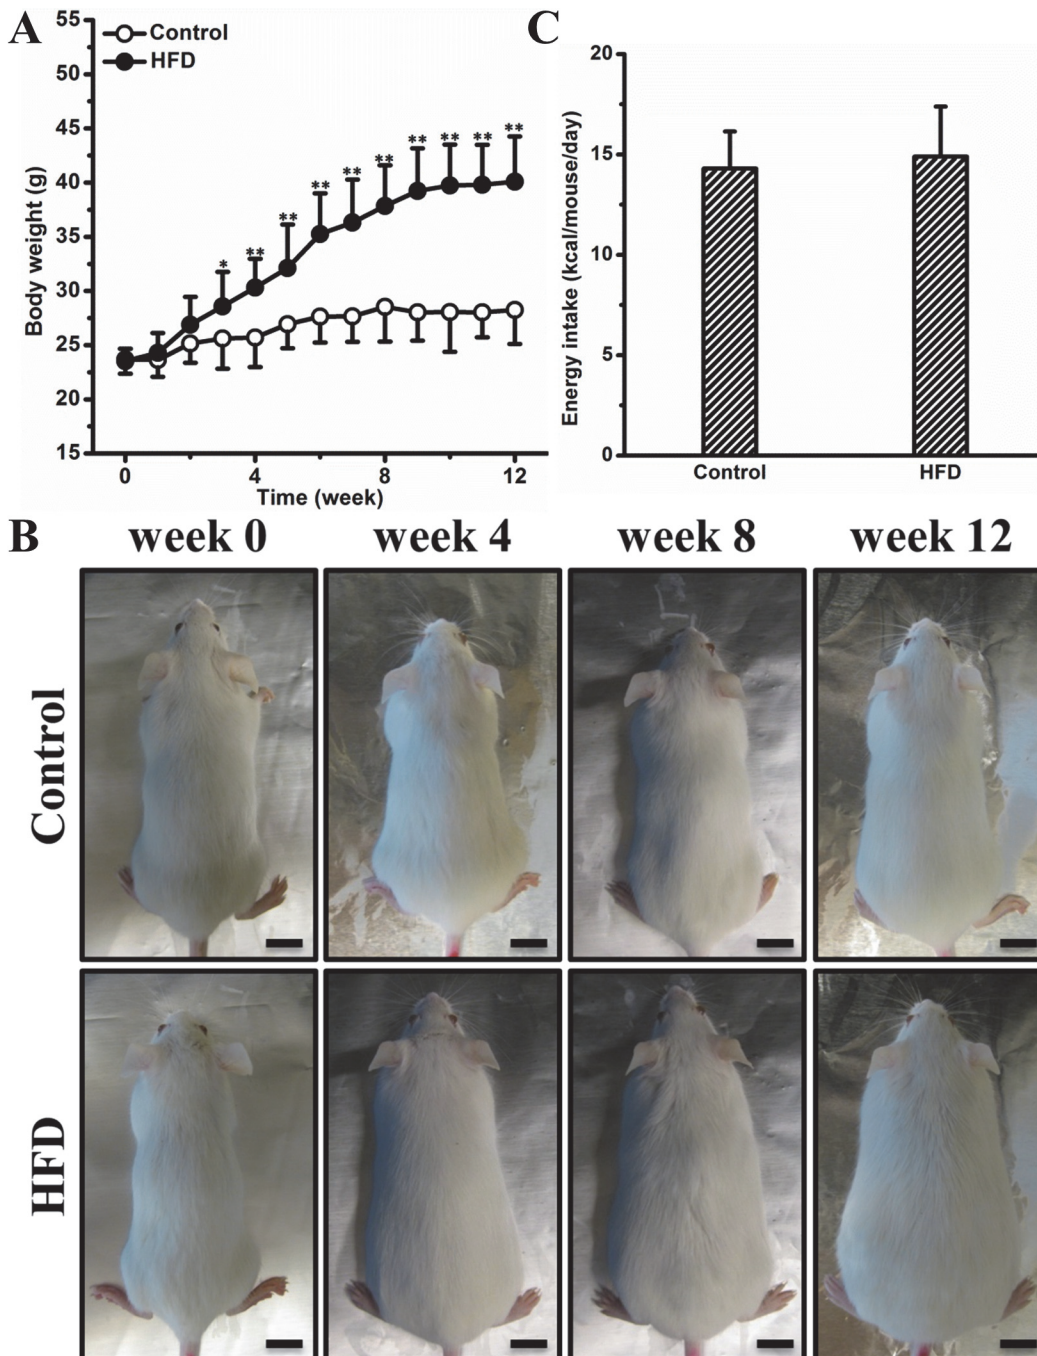 A
Control
HFD
55
50
45
40
35
30
25
20
15
Body weight (g)
*
**
**
**
**
**
**
**
**
**
0
4
8
12
Time (week)
C
20
15
10
5
0
Energy intake (kcal/mouse/day)
Control
HFD
B
week 0 week 4 week 8 week 12
Control
HFD